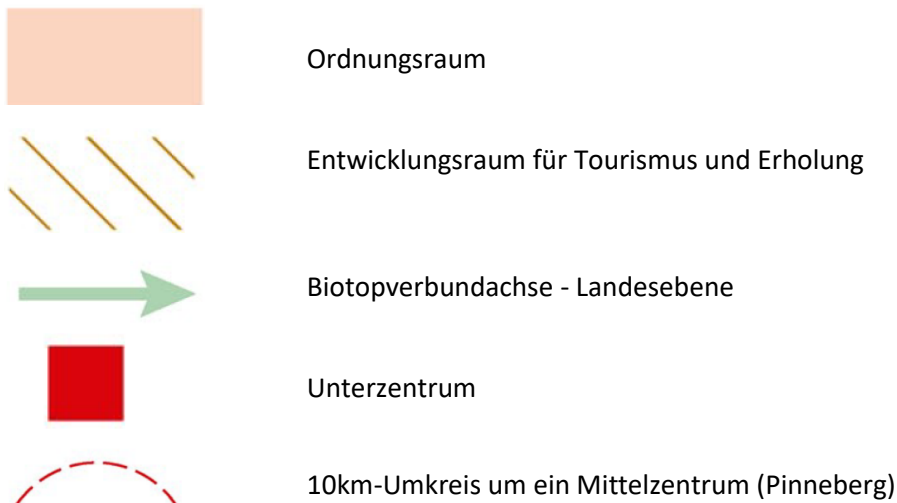 Ordnungsraum
Entwicklungsraum für Tourismus und Erholung
Biotopverbundachse - Landesebene
Unterzentrum
10km-Umkreis um ein Mittelzentrum (Pinneberg)